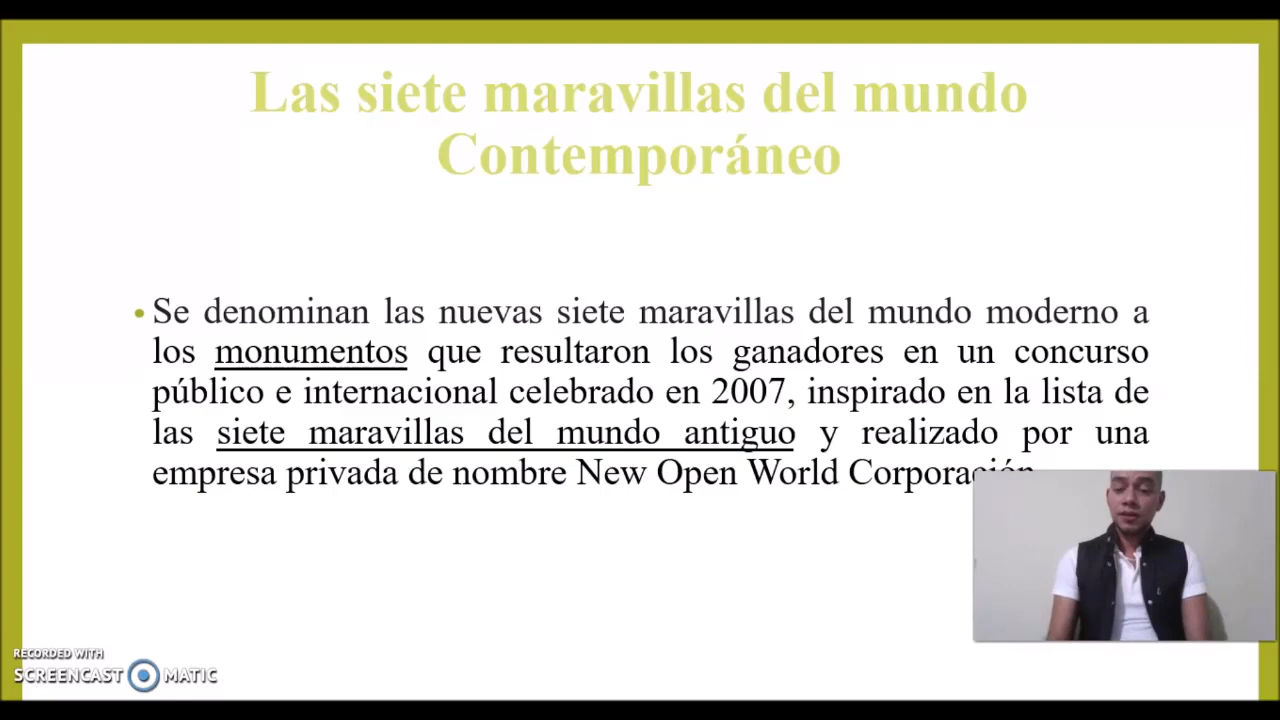 Las siete maravillas del mundo
Contemporáneo
• Se denominan las nuevas siete maravillas del mundo moderno a
los monumentos que resultaron los ganadores en un concurso
público e internacional celebrado en 2007, inspirado en la lista de
las siete maravillas del mundo antiguo y realizado por una
empresa privada de nombre New Open World Corporación
RECORDED WITH
SCREENCAST MATIC